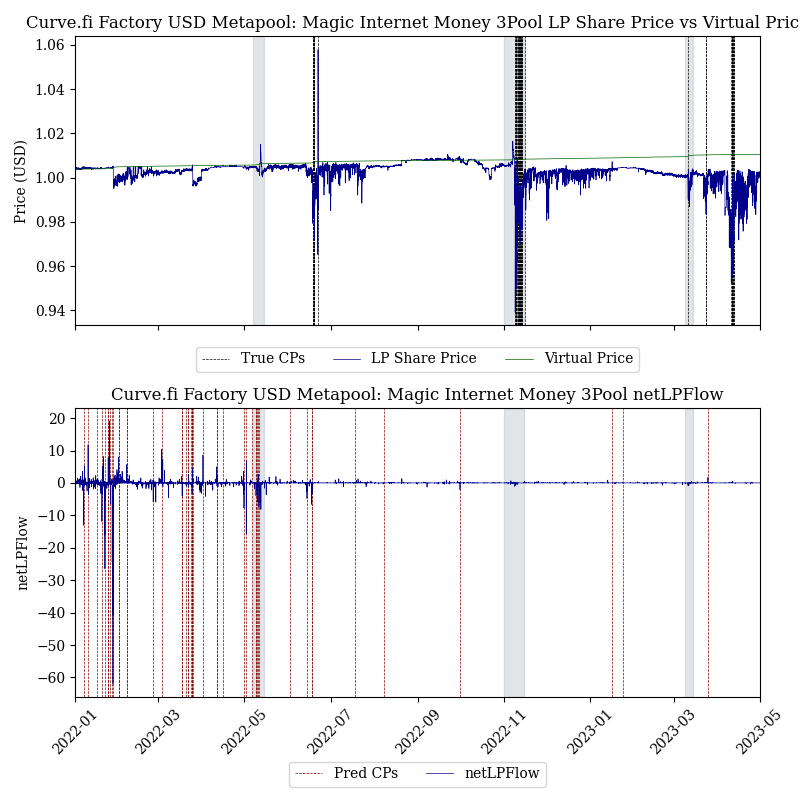 Curve.fi Factory USD Metapool: Magic Internet Money 3Pool LP Share Price vs Virtual Pric
1.06
1.04
1.02
1.00
0.98
0.96
0.94
Price (USD)
True CPs LP Share Price Virtual Price
Curve.fi Factory USD Metapool: Magic Internet Money 3Pool netLPFlow
20
10
0
−10
−20
−30
−40
−50
−60
netLPFlow
2022-01 2022-03 2022-05 2022-07 2022-09 2022-11 2023-01 2023-03 2023-05
Pred CPs netLPFlow